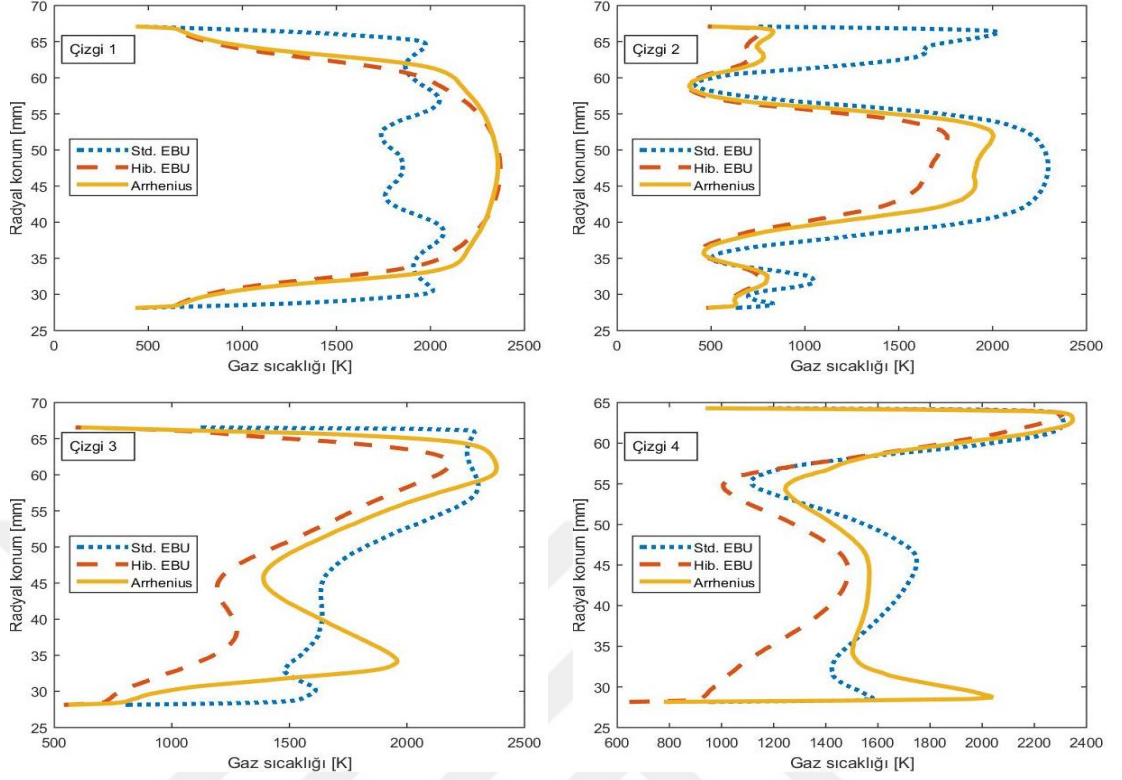 70
65
60
55
50
45
40
35
30
25
Radyal konum [mm]
Çizgi 1
Std. EBU
Hib. EBU
Arrhenius
0 500 1000 1500 2000 2500
Gaz sıcaklığı [K]
70
65
60
55
50
45
40
35
30
25
Radyal konum [mm]
Çizgi 2
Std. EBU
Hib. EBU
Arrhenius
0 500 1000 1500 2000 2500
Gaz sıcaklığı [K]
70
65
60
55
50
45
40
35
30
25
Radyal konum [mm]
Çizgi 3
Std. EBU
Hib. EBU
Arrhenius
500 1000 1500 2000 2500
Gaz sıcaklığı [K]
65
60
55
50
45
40
35
30
25
Radyal konum [mm]
Çizgi 4
Std. EBU
Hib. EBU
Arrhenius
600 800 1000 1200 1400 1600 1800 2000 2200 2400
Gaz sıcaklığı [K]